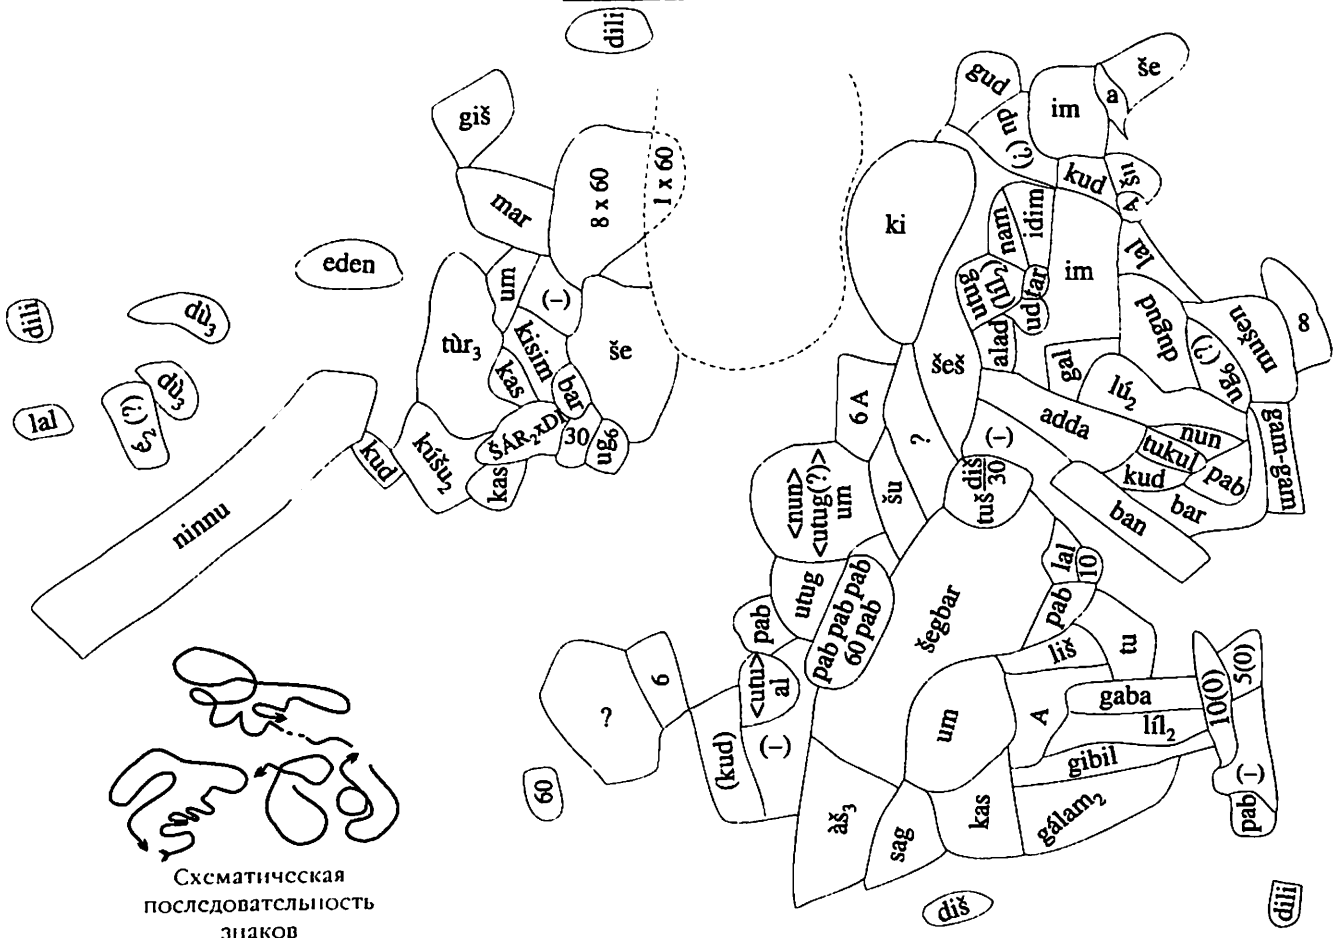 dili
giš
mar
8 x 60
1 x 60
eden
um
(–)
tùr₃
kisim
kas
bar
še
ŠÁR₂xDI
30
ug₆
kúšu₂
kas
kud
ninnu
dili
dù₃
dù₃
lal
gud
du (?)
im
a
še
kud
šu
A
ki
nam
idim
im
lal
utug
(líl₂)
tar
ud
alad
gal
dugud
ug₆ (?)
mušen
8
šeš
lú₂
adda
nun
tukul
kud
pab
bar
gam-gam
ban
6 A
?
(–)
tuš diš
30
šu
<nun>
<utug(?)>
um
utug
pab pab pab
60 pab
pab
šegbar
lal
10
pab
liš
tu
<utu>
al
(–)
(kud)
6
?
60
um
A
gaba
líl₂
gibil
gálam₂
10(0)
5(0)
(–)
pab
àš₃
sag
kas
diš
dili
Схематическая
последовательность
знаков